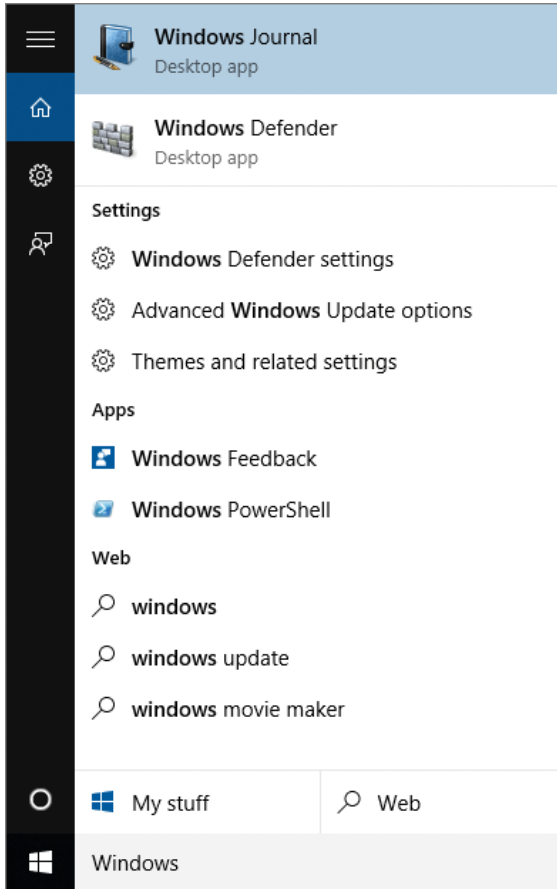 Windows Journal
Desktop app
Windows Defender
Desktop app
Settings
Windows Defender settings
Advanced Windows Update options
Themes and related settings
Apps
Windows Feedback
Windows PowerShell
Web
windows
windows update
windows movie maker
My stuff
Web
Windows